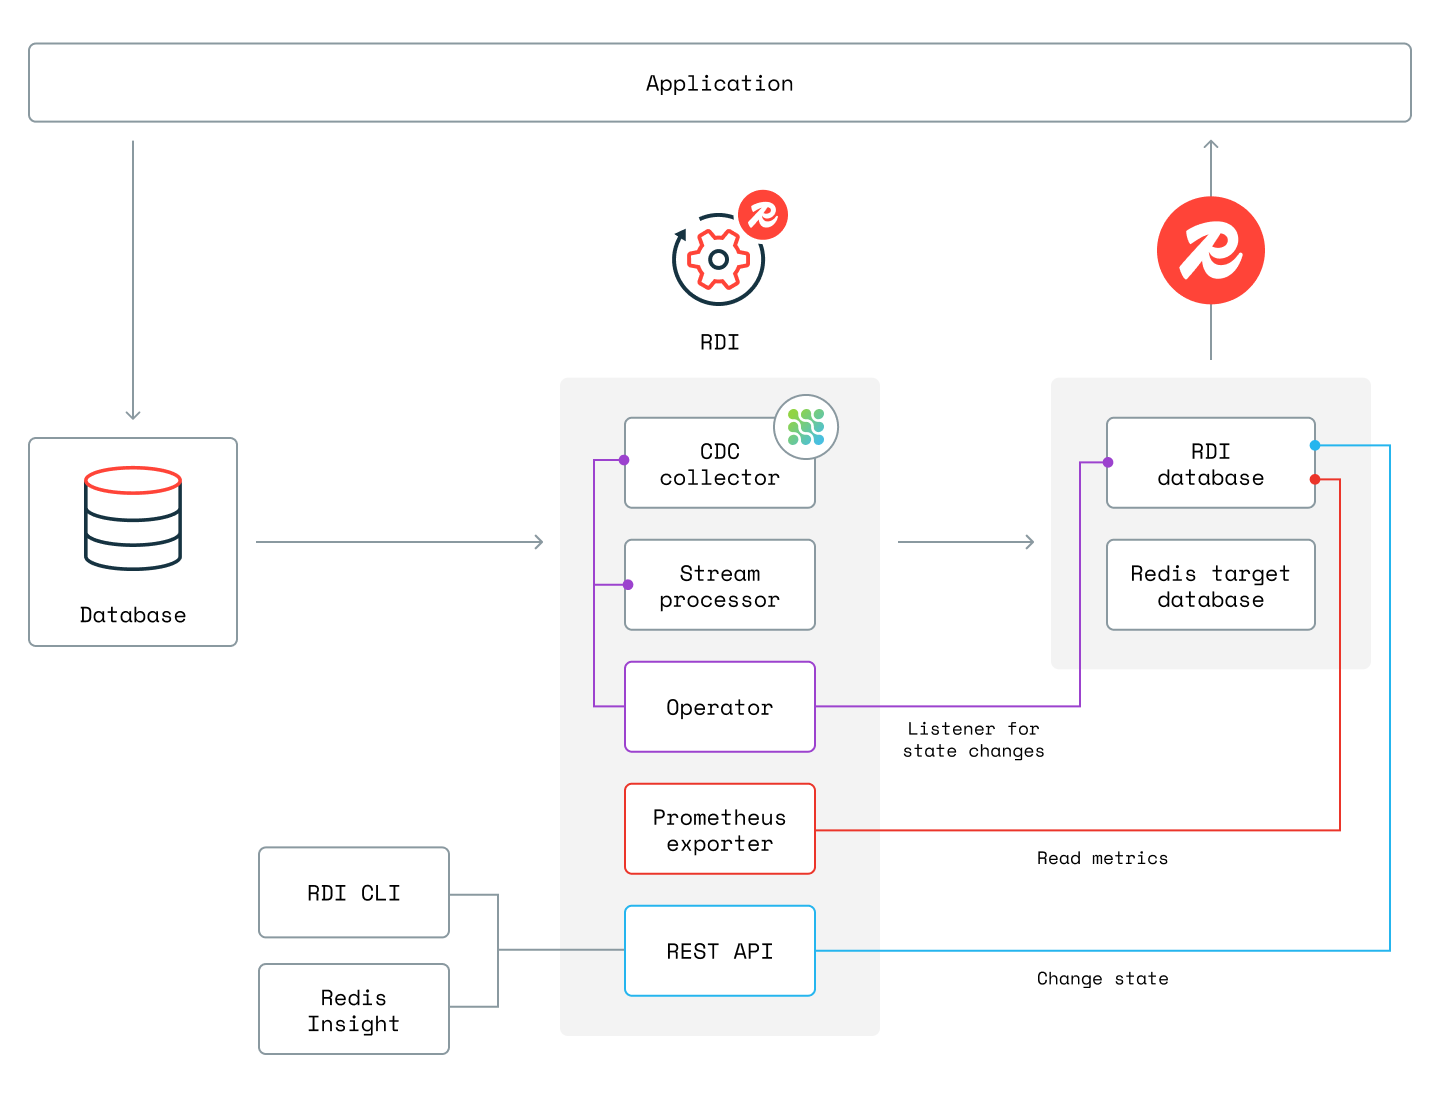 Application
RDI
Database
CDC
collector
Stream
processor
Operator
Prometheus
exporter
REST API
RDI
database
Redis target
database
Listener for
state changes
Read metrics
Change state
RDI CLI
Redis
Insight